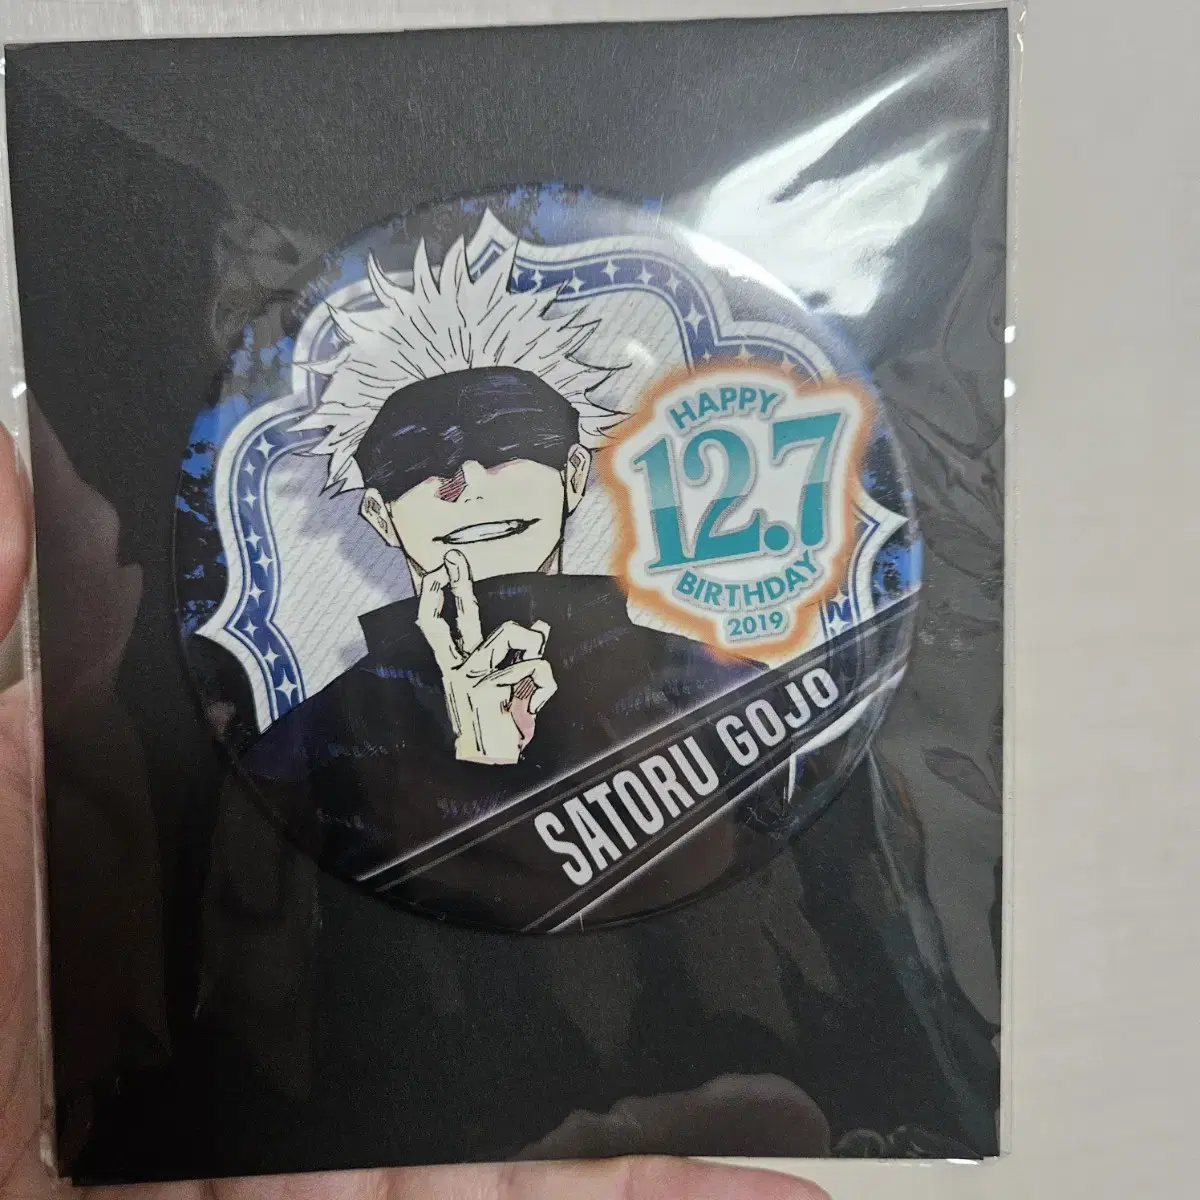 HAPPY
12.7
BIRTHDAY
2019
SATORU GOJO